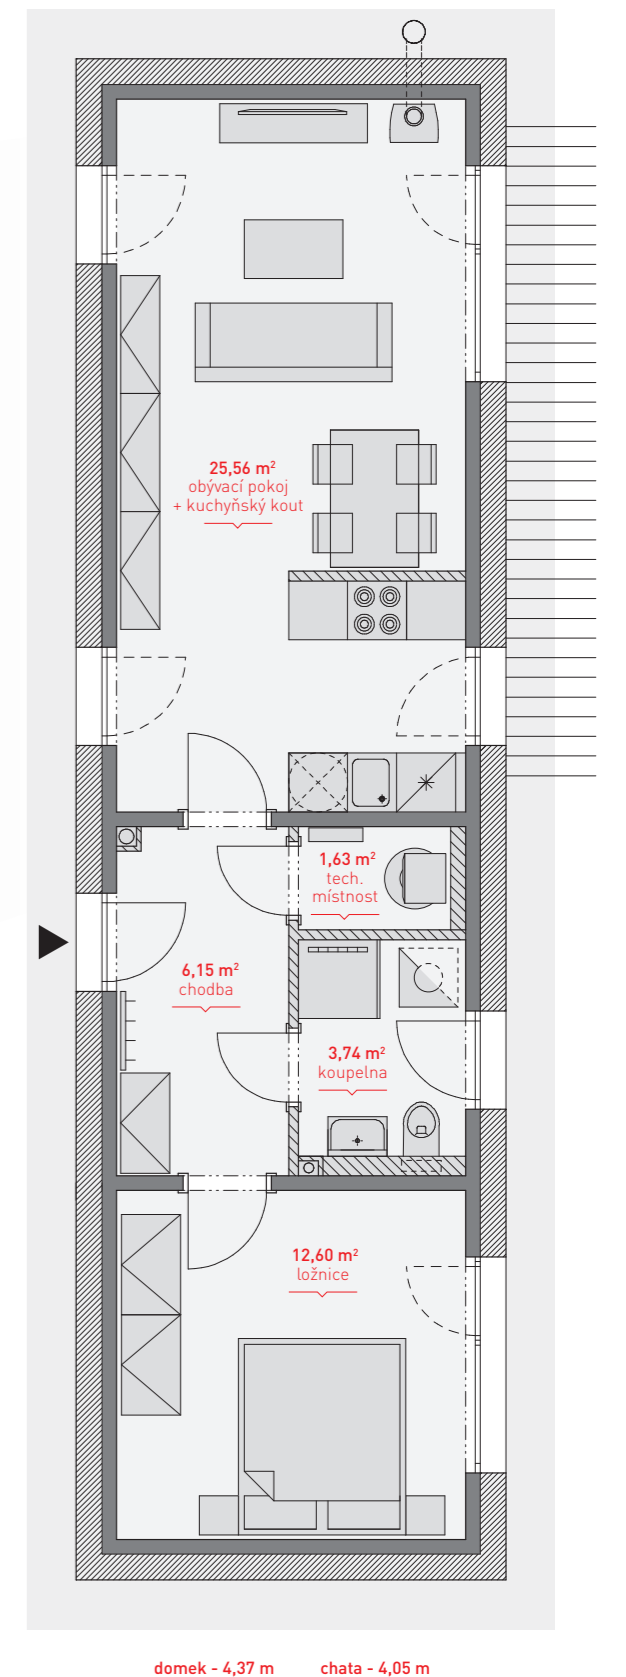 25,56 m²
obývací pokoj
+ kuchyňský kout
1,63 m²
tech.
místnost
6,15 m²
chodba
3,74 m²
koupelna
12,60 m²
ložnice
domek - 4,37 m chata - 4,05 m